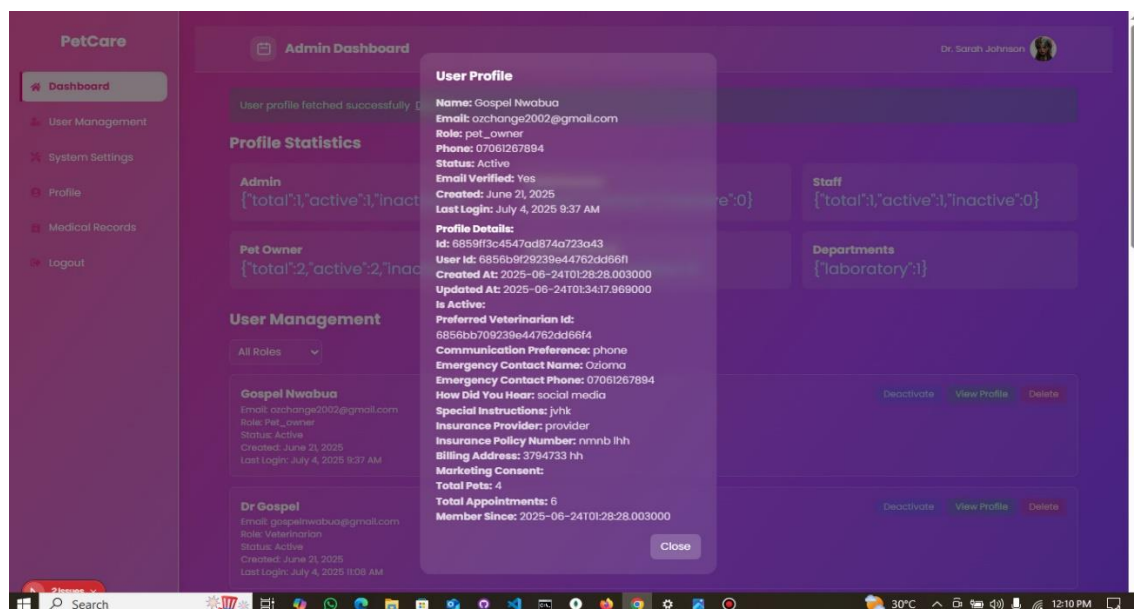 PetCare
Admin Dashboard
Dr. Sarah Johnson
Dashboard
User Management
System Settings
Profile
Medical Records
Logout
User profile fetched successfully
Profile Statistics
Admin
{"total":1,"active":1,"inact
e":0}
Staff
{"total":1,"active":1,"inactive":0}
Pet Owner
{"total":2,"active":2,"inac
Departments
{"laboratory":1}
User Management
All Roles
Gospel Nwabua
Email: ozchange2002@gmail.com
Role: Pet_owner
Status: Active
Created: June 21, 2025
Last Login: July 4, 2025 9:37 AM
Deactivate View Profile Delete
Dr Gospel
Email: gospelnwabua@gmail.com
Role: Veterinarian
Status: Active
Created: June 21, 2025
Last Login: July 4, 2025 11:08 AM
Deactivate View Profile Delete
User Profile
Name: Gospel Nwabua
Email: ozchange2002@gmail.com
Role: pet_owner
Phone: 07061267894
Status: Active
Email Verified: Yes
Created: June 21, 2025
Last Login: July 4, 2025 9:37 AM
Profile Details:
Id: 6859ff3c4547ad874a723a43
User Id: 6856b9f29239e44762dd66f1
Created At: 2025-06-24T01:28:28.003000
Updated At: 2025-06-24T01:34:17.969000
Is Active:
Preferred Veterinarian Id:
6856bb709239e44762dd66f4
Communication Preference: phone
Emergency Contact Name: Ozioma
Emergency Contact Phone: 07061267894
How Did You Hear: social media
Special Instructions: jvhk
Insurance Provider: provider
Insurance Policy Number: nmnb lhh
Billing Address: 3794733 hh
Marketing Consent:
Total Pets: 4
Total Appointments: 6
Member Since: 2025-06-24T01:28:28.003000
Close
2 Issues
Search
30°C
12:10 PM